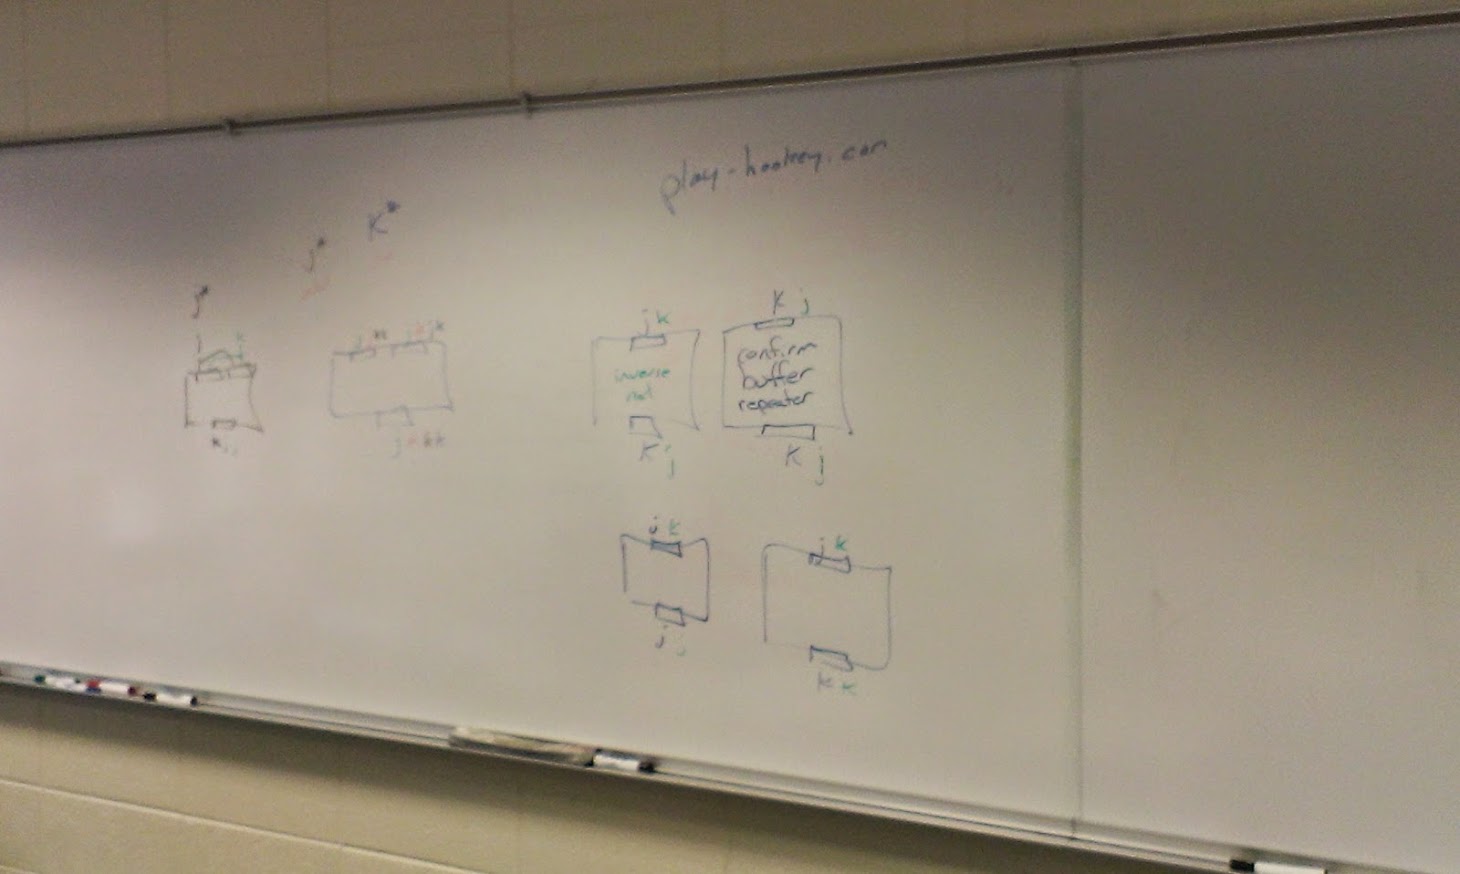 play-hookey.com
K*
j*
j*
j k
K j
inverse
not
confirm
buffer
repeater
K j
K j
j k
j k
j j
k k